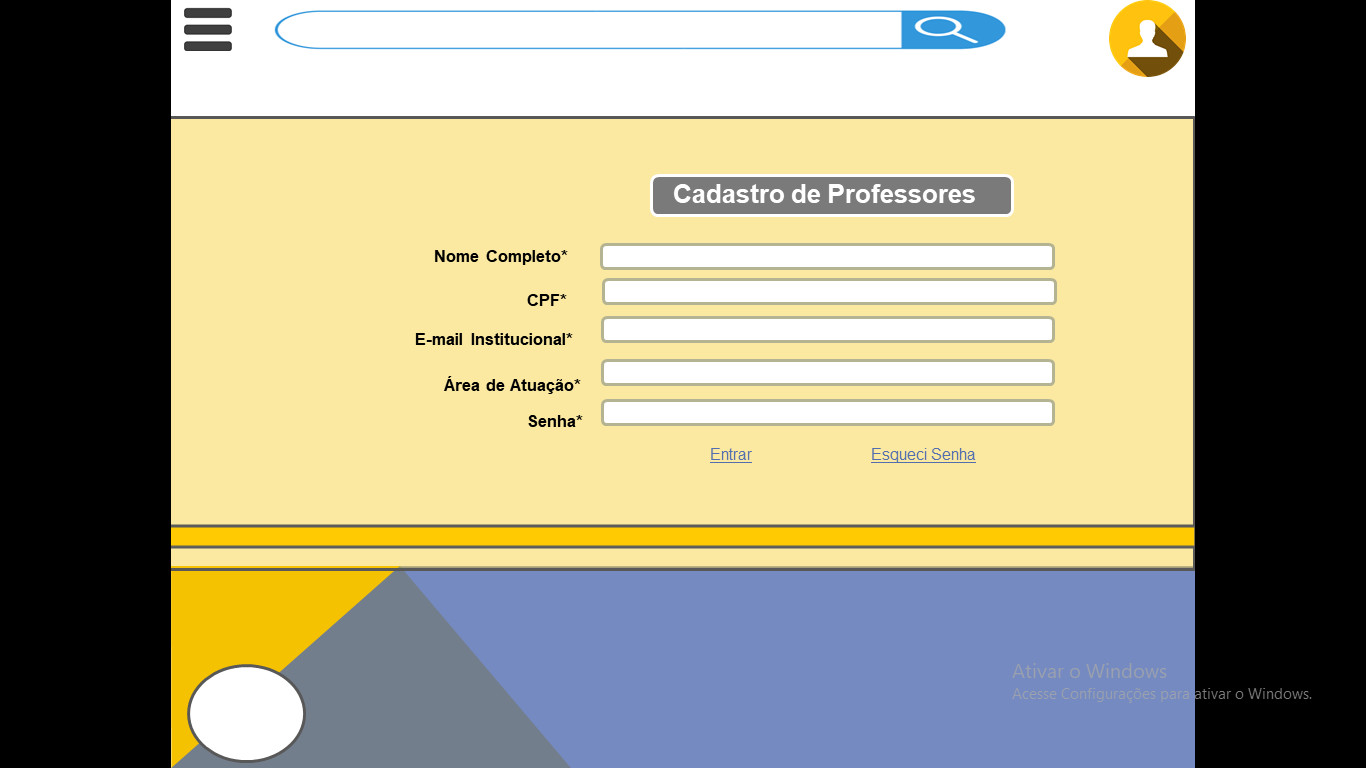 Cadastro de Professores
Nome Completo*
CPF*
E-mail Institucional*
Área de Atuação*
Senha*
Entrar Esqueci Senha
Ativar o Windows
Acesse Configurações para ativar o Windows.